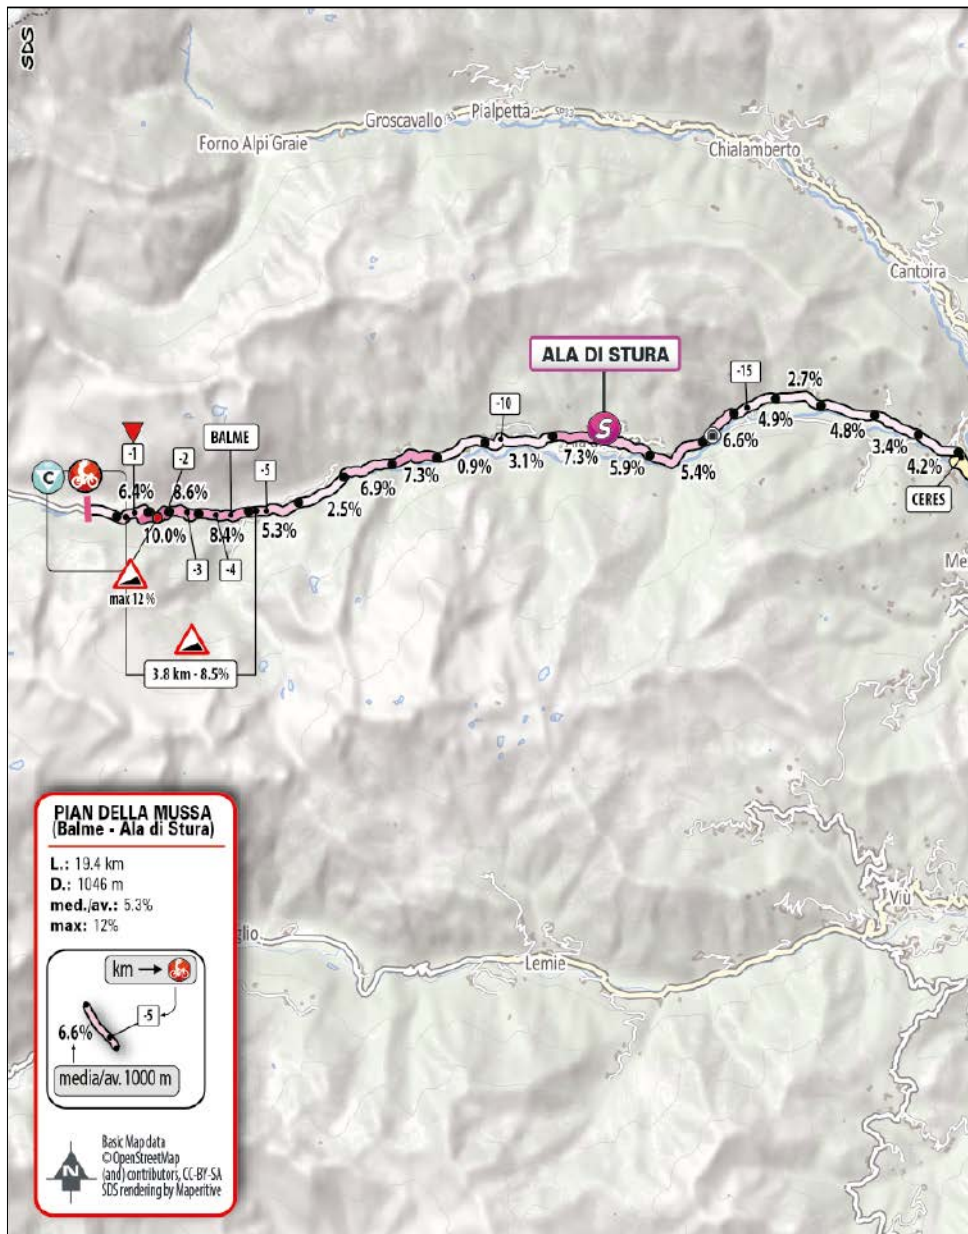 SDS
Forno Alpi Graie
Groscavallo
Pialpetta
SP33
Chialamberto
Cantoira
ALA DI STURA
S
-15
2.7%
4.9%
6.6%
4.8%
3.4%
4.2%
CERES
5.4%
5.9%
7.3%
3.1%
-10
0.9%
7.3%
6.9%
2.5%
5.3%
-5
BALME
8.4%
-4
-3
8.6%
-2
10.0%
6.4%
-1
C
max 12 %
3.8 km - 8.5%
Viù
Lemie
PIAN DELLA MUSSA
(Balme - Ala di Stura)
L.: 19.4 km
D.: 1046 m
med./av.: 5.3%
max: 12%
km
-5
6.6%
media/av. 1000 m
N
Basic Map data
© OpenStreetMap
(and) contributors, CC-BY-SA
SDS rendering by Maperitive